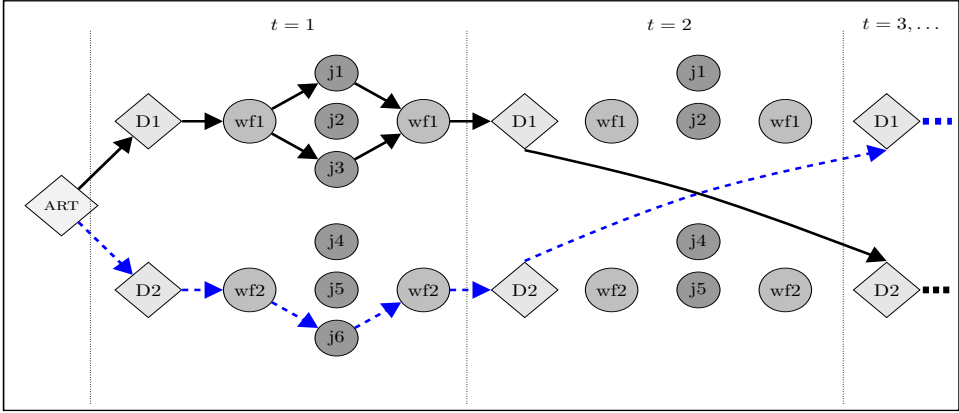 t = 1 t = 2 t = 3, . . .
j1 j1
D1 wf1 j2 wf1 D1 wf1 j2 wf1 D1
j3
ART
j4 j4
D2 wf2 j5 wf2 D2 wf2 j5 wf2 D2
j6